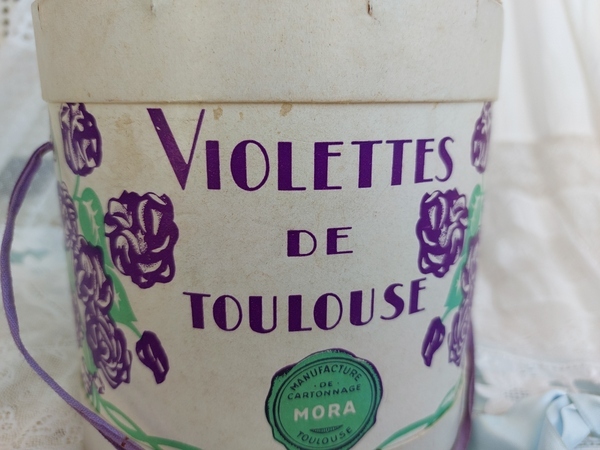 VIOLETTES
DE
TOULOUSE
MANUFACTURE
- DE -
CARTONNAGE
MORA
TOULOUSE